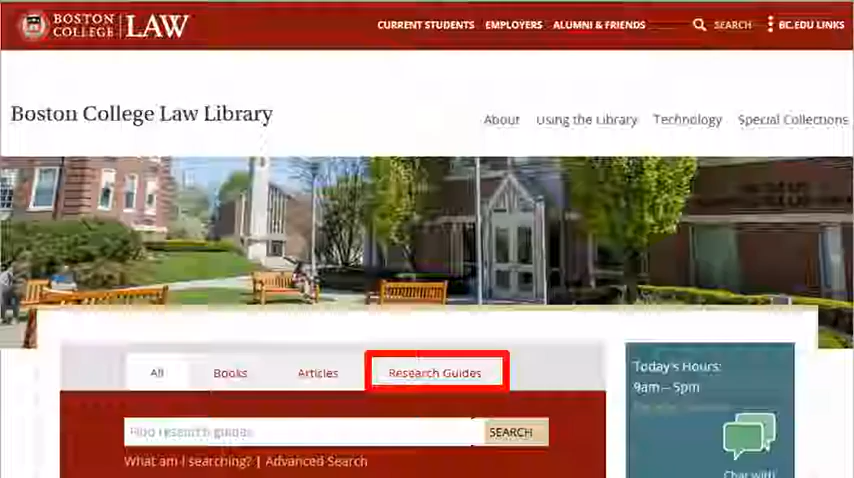 BOSTON COLLEGE LAW
CURRENT STUDENTS EMPLOYERS ALUMNI & FRIENDS SEARCH BC.EDU LINKS
Boston College Law Library
About Using the Library Technology Special Collections
All Books Articles Research Guides
Find research guides
SEARCH
What am I searching? | Advanced Search
Today's Hours:
9am – 5pm
Chat with